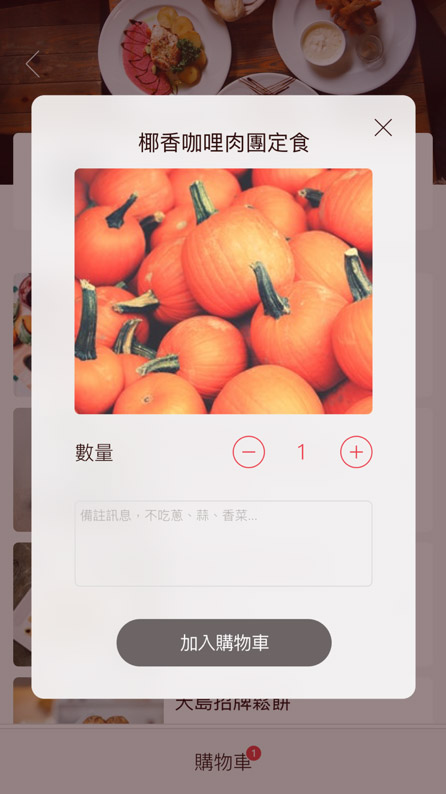 椰香咖哩肉團定食
數量
1
備註訊息，不吃蔥、蒜、香菜...
加入購物車
大島招牌鬆餅
購物車
1